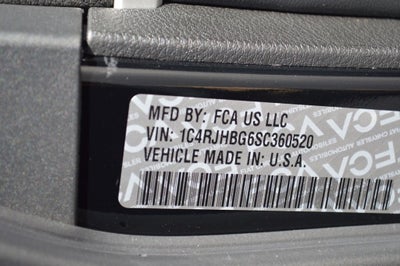 MFD BY: FCA US LLC
VIN: 1C4RJHBG6SC360520
VEHICLE MADE IN: U.S.A.